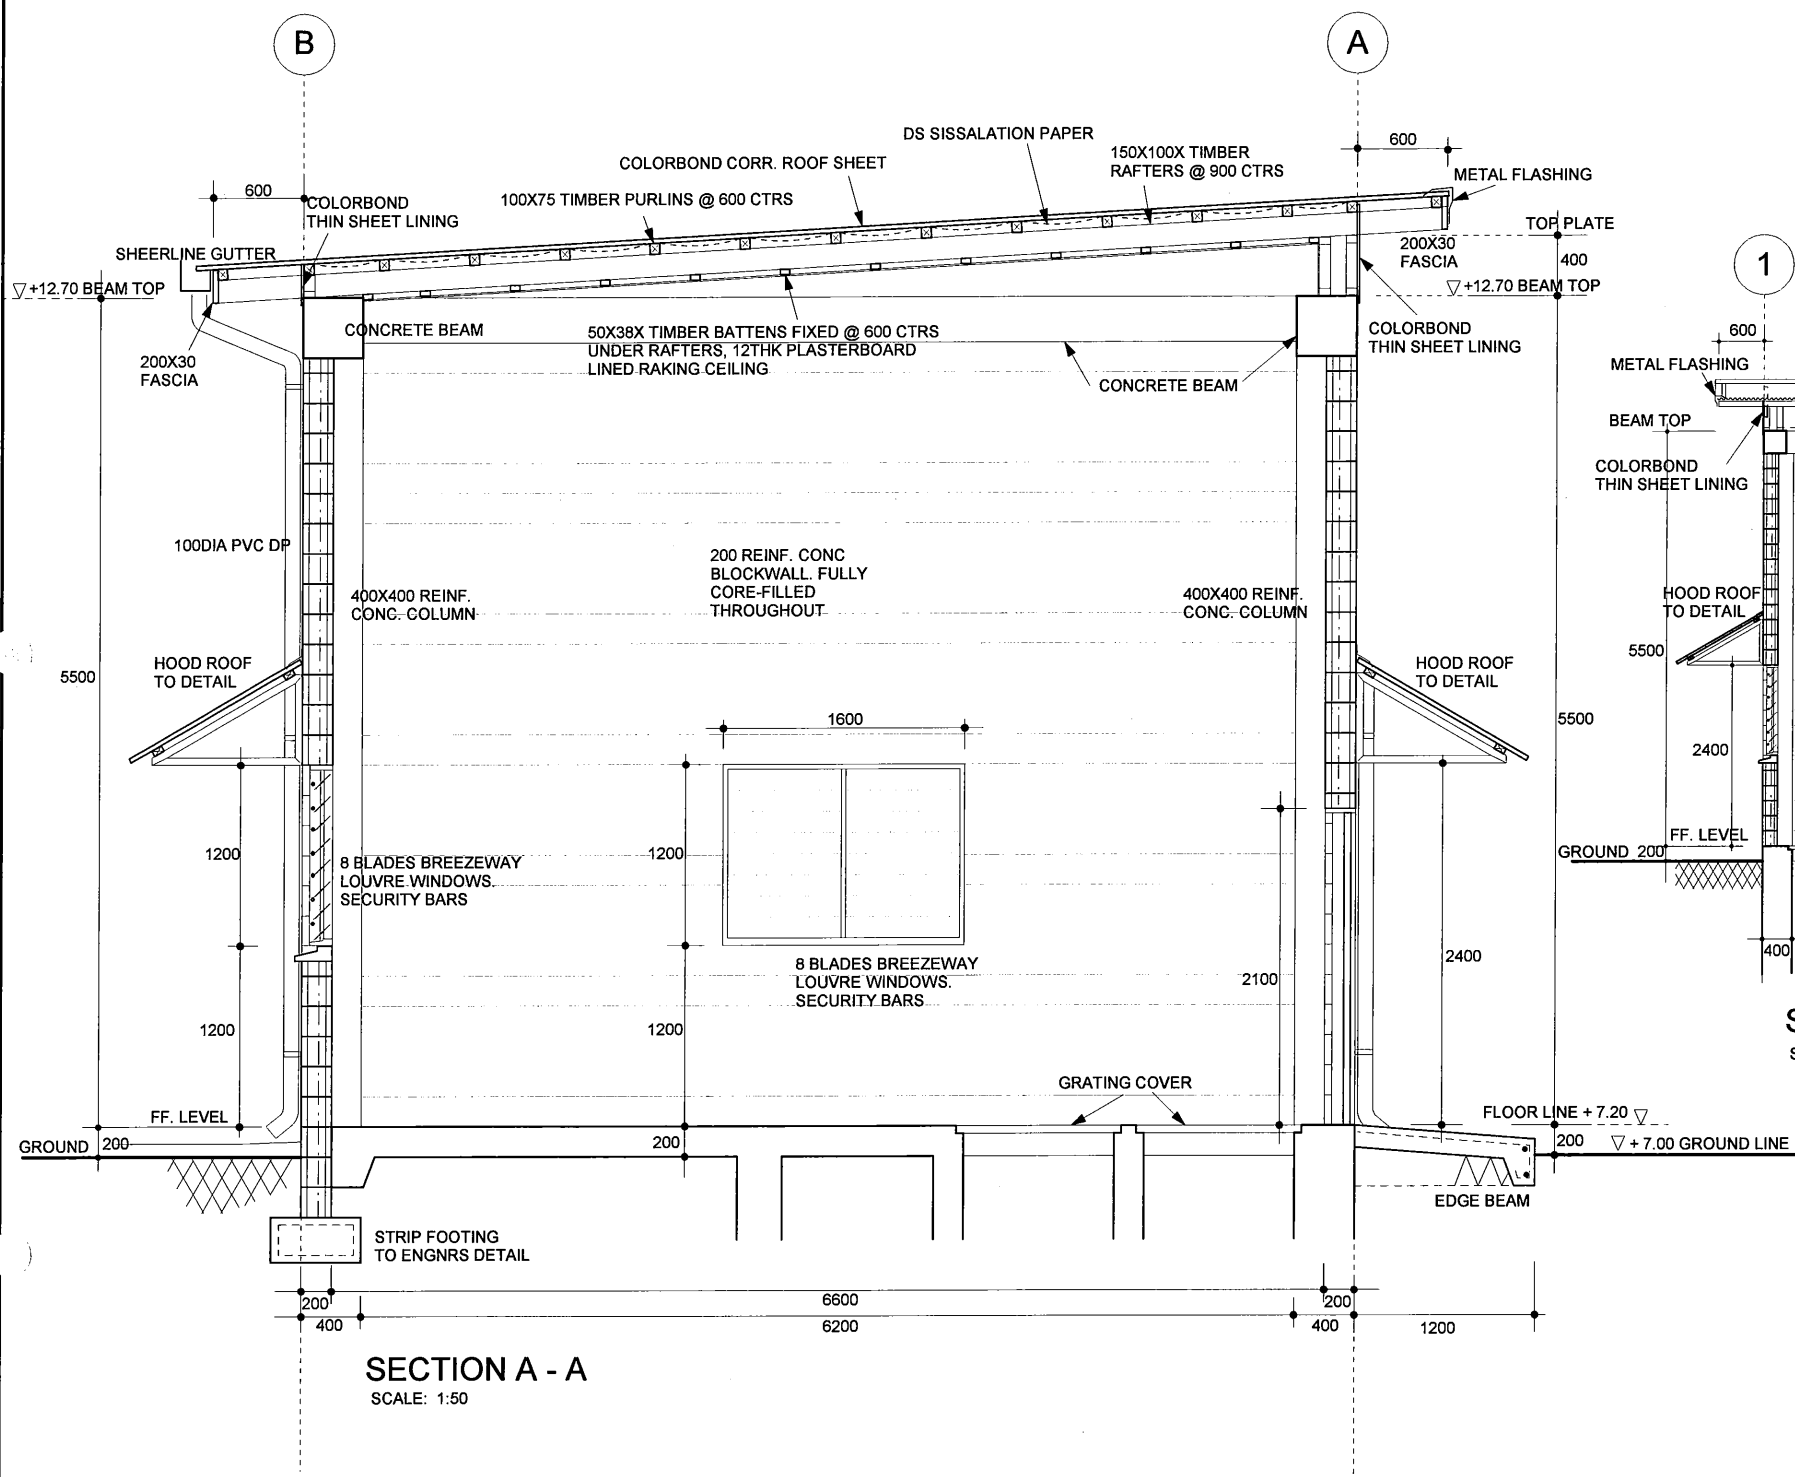 B
A
600
DS SISSALATION PAPER
COLORBOND CORR. ROOF SHEET
150X100X TIMBER
RAFTERS @ 900 CTRS
METAL FLASHING
600
COLORBOND
THIN SHEET LINING
100X75 TIMBER PURLINS @ 600 CTRS
SHEERLINE GUTTER
TOP PLATE
200X30
FASCIA
400
1
+12.70 BEAM TOP
+12.70 BEAM TOP
CONCRETE BEAM
50X38X TIMBER BATTENS FIXED @ 600 CTRS
UNDER RAFTERS, 12THK PLASTERBOARD
LINED RAKING CEILING
COLORBOND
THIN SHEET LINING
600
200X30
FASCIA
CONCRETE BEAM
METAL FLASHING
BEAM TOP
COLORBOND
THIN SHEET LINING
100DIA PVC DP
200 REINF. CONC
BLOCKWALL. FULLY
CORE-FILLED
THROUGHOUT
400X400 REINF.
CONC. COLUMN
400X400 REINF.
CONC. COLUMN
HOOD ROOF
TO DETAIL
5500
HOOD ROOF
TO DETAIL
5500
HOOD ROOF
TO DETAIL
5500
1600
2400
1200
8 BLADES BREEZEWAY
LOUVRE WINDOWS.
SECURITY BARS
1200
FF. LEVEL
GROUND
200
400
8 BLADES BREEZEWAY
LOUVRE WINDOWS.
SECURITY BARS
2100
2400
1200
1200
GRATING COVER
FF. LEVEL
FLOOR LINE + 7.20
GROUND
200
200
200
+ 7.00 GROUND LINE
EDGE BEAM
STRIP FOOTING
TO ENGNRS DETAIL
200
6600
200
400
6200
400
1200
SECTION A - A
SCALE: 1:50